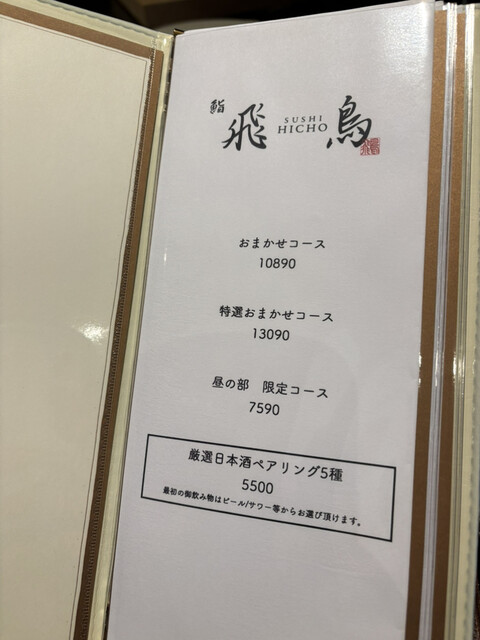 鮨
飛鳥
SUSHI
HICHO
おまかせコース
10890
特選おまかせコース
13090
昼の部　限定コース
7590
厳選日本酒ペアリング5種
5500
最初の御飲み物はビール/サワー等からお選び頂けます。